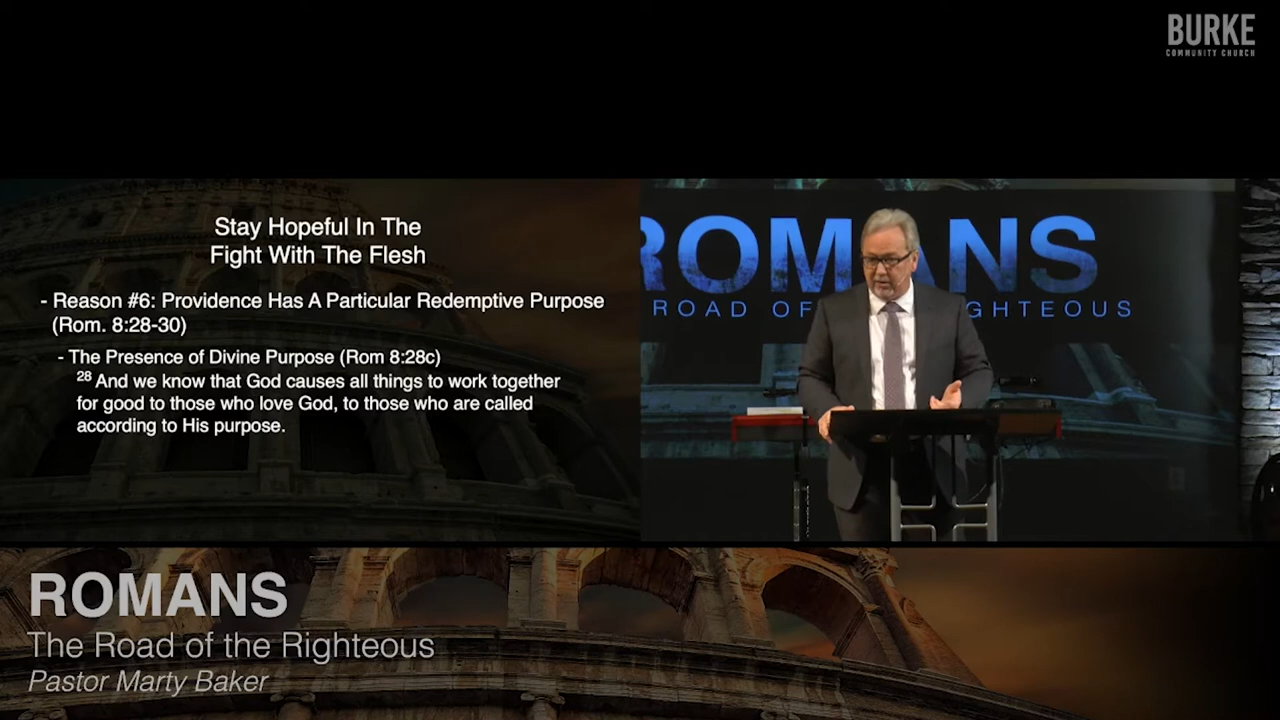 BURKE
COMMUNITY CHURCH
Stay Hopeful In The
Fight With The Flesh
- Reason #6: Providence Has A Particular Redemptive Purpose
(Rom. 8:28-30)
- The Presence of Divine Purpose (Rom 8:28c)
28 And we know that God causes all things to work together
for good to those who love God, to those who are called
according to His purpose.
ROMANS
ROAD OF GHTEOUS
ROMANS
The Road of the Righteous
Pastor Marty Baker